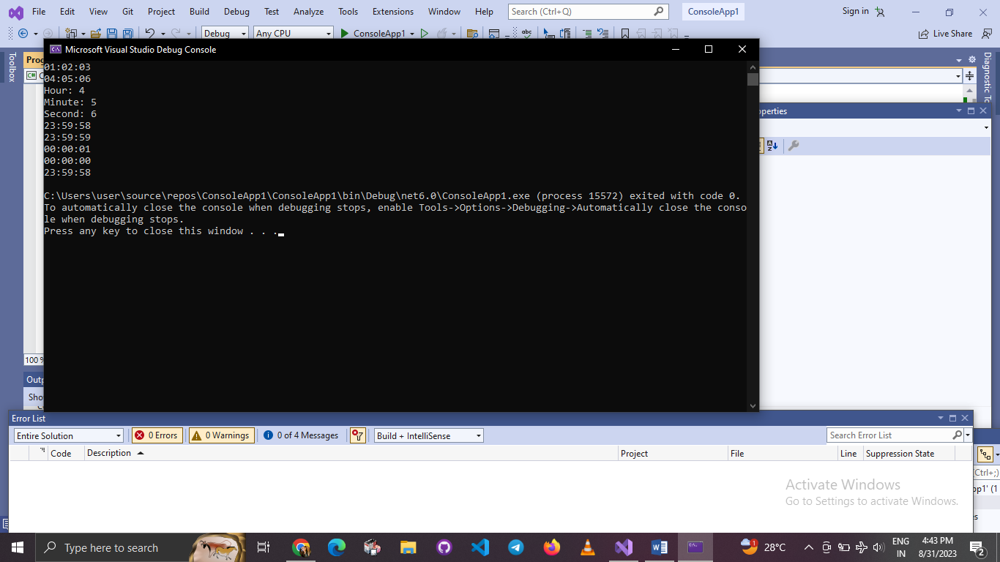 File Edit View Git Project Build Debug Test Analyze Tools Extensions Window Help Search (Ctrl+Q) ConsoleApp1 Sign in
Debug Any CPU ConsoleApp1 Live Share
Microsoft Visual Studio Debug Console
Toolbox
Prog
01:02:03
04:05:06
Hour: 4
Minute: 5
Second: 6
23:59:58
23:59:59
00:00:01
00:00:00
23:59:58
C:\Users\user\source\repos\ConsoleApp1\ConsoleApp1\bin\Debug\net6.0\ConsoleApp1.exe (process 15572) exited with code 0.
To automatically close the console when debugging stops, enable Tools->Options->Debugging->Automatically close the conso
le when debugging stops.
Press any key to close this window . . .
Diagnostic To
operties
100 %
Outp
Sho
Error List
Entire Solution 0 Errors 0 Warnings 0 of 4 Messages Build + IntelliSense Search Error List
Code Description Project File Line Suppression State
(Ctrl+;)
pp1' (1
es
Activate Windows
Go to Settings to activate Windows.
Type here to search 1 28°C ENG 4:43 PM
IN 8/31/2023 2